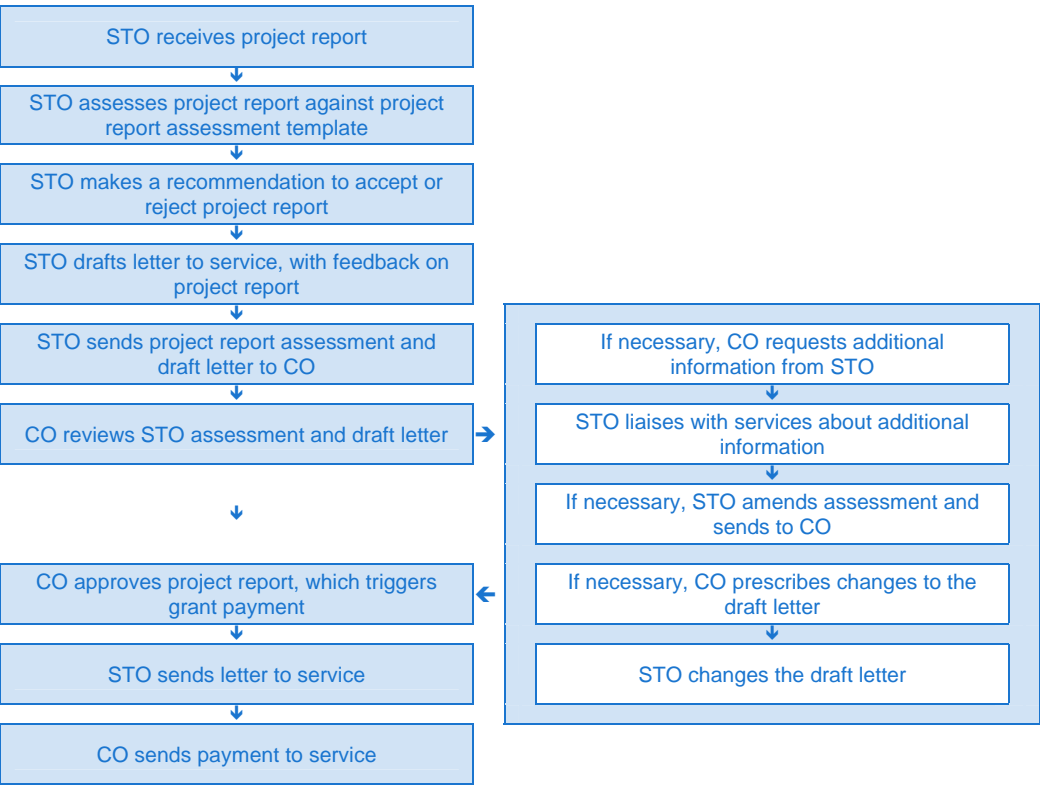 STO receives project report
STO assesses project report against project
report assessment template
STO makes a recommendation to accept or
reject project report
STO drafts letter to service, with feedback on
project report
STO sends project report assessment and
draft letter to CO
CO reviews STO assessment and draft letter
If necessary, CO requests additional
information from STO
STO liaises with services about additional
information
If necessary, STO amends assessment and
sends to CO
If necessary, CO prescribes changes to the
draft letter
STO changes the draft letter
CO approves project report, which triggers
grant payment
STO sends letter to service
CO sends payment to service